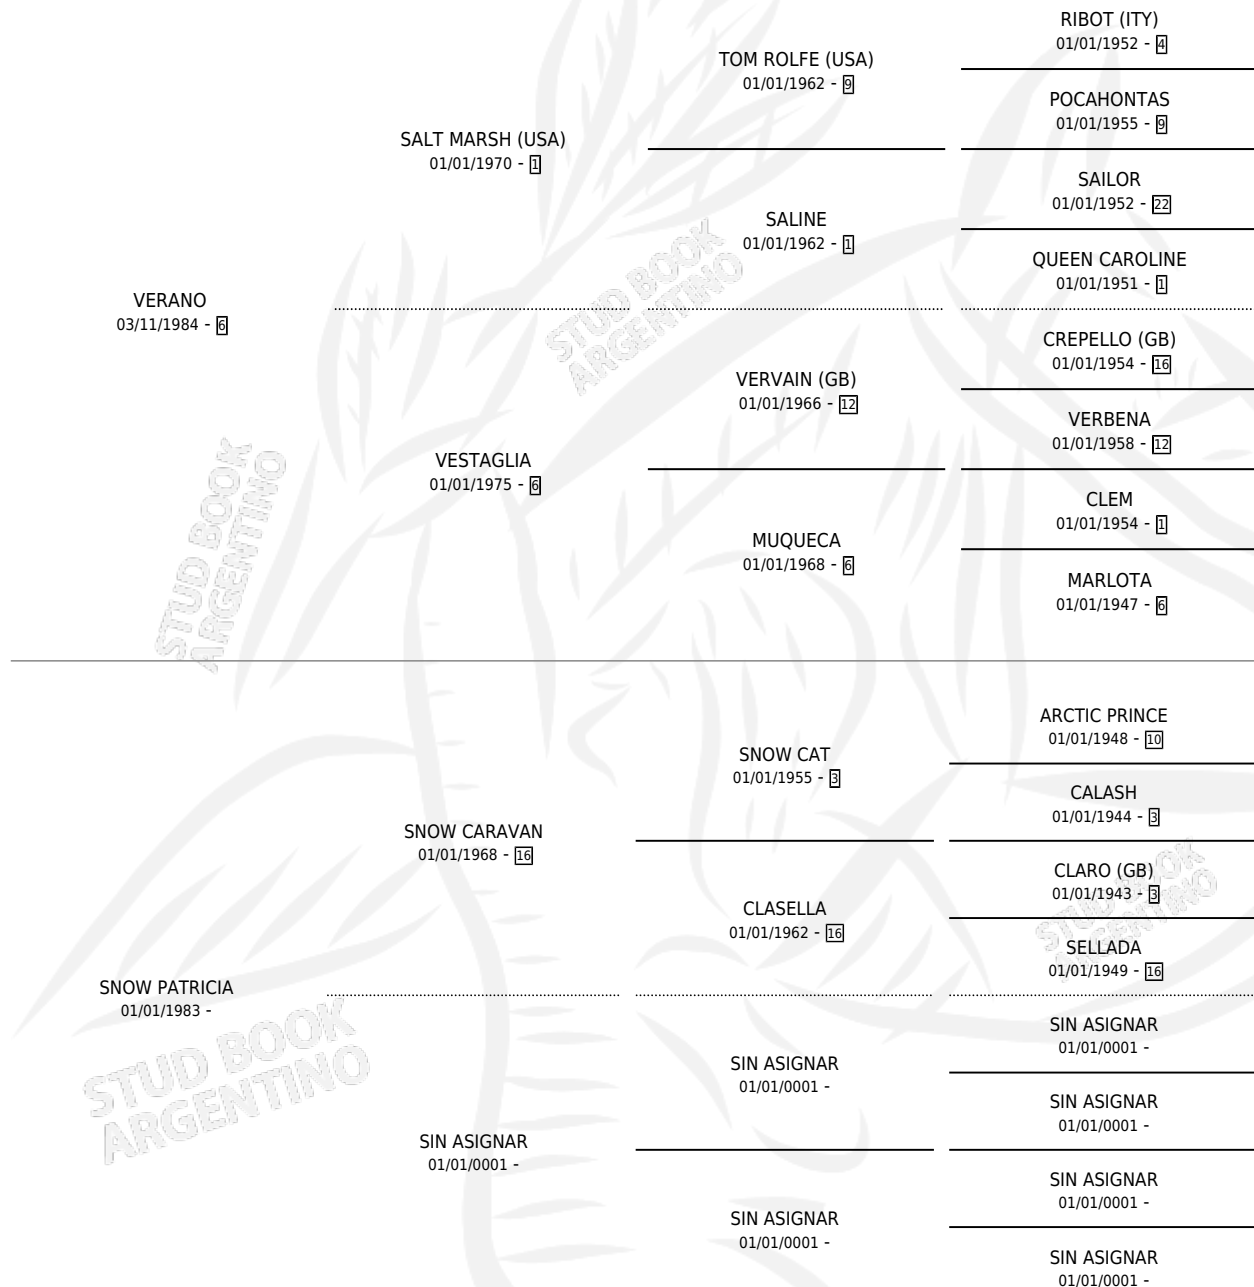 RIBOT (ITY)
01/01/1952 - 4
TOM ROLFE (USA)
01/01/1962 - 9
POCAHONTAS
01/01/1955 - 9
SALT MARSH (USA)
01/01/1970 - 1
SAILOR
01/01/1952 - 22
SALINE
01/01/1962 - 1
QUEEN CAROLINE
01/01/1951 - 1
VERANO
03/11/1984 - 6
CREPELLO (GB)
01/01/1954 - 16
VERVAIN (GB)
01/01/1966 - 12
VERBENA
01/01/1958 - 12
VESTAGLIA
01/01/1975 - 6
CLEM
01/01/1954 - 1
MUQUECA
01/01/1968 - 6
MARLOTA
01/01/1947 - 6
ARCTIC PRINCE
01/01/1948 - 10
SNOW CAT
01/01/1955 - 3
CALASH
01/01/1944 - 3
SNOW CARAVAN
01/01/1968 - 16
CLARO (GB)
01/01/1943 - 3
CLASELLA
01/01/1962 - 16
SELLADA
01/01/1949 - 16
SNOW PATRICIA
01/01/1983 -
SIN ASIGNAR
01/01/0001 -
SIN ASIGNAR
01/01/0001 -
SIN ASIGNAR
01/01/0001 -
SIN ASIGNAR
01/01/0001 -
SIN ASIGNAR
01/01/0001 -
SIN ASIGNAR
01/01/0001 -
SIN ASIGNAR
01/01/0001 -
STUD BOOK
ARGENTINO
STUD BOOK
ARGENTINO
STUD BOOK
ARGENTINO
STUD BOOK
ARGENTINO